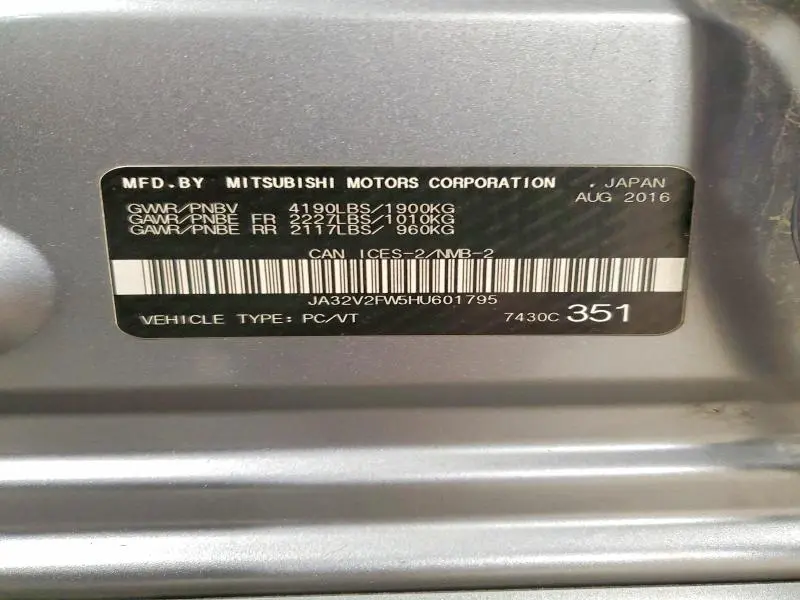 MFD.BY MITSUBISHI MOTORS CORPORATION , JAPAN
AUG 2016
GVWR/PNBV 4190LBS/1900KG
GAWR/PNBE FR 2227LBS/1010KG
GAWR/PNBE RR 2117LBS/ 960KG
CAN ICES-2/NMB-2
JA32V2FW5HU601795
VEHICLE TYPE: PC/VT 7430C 351